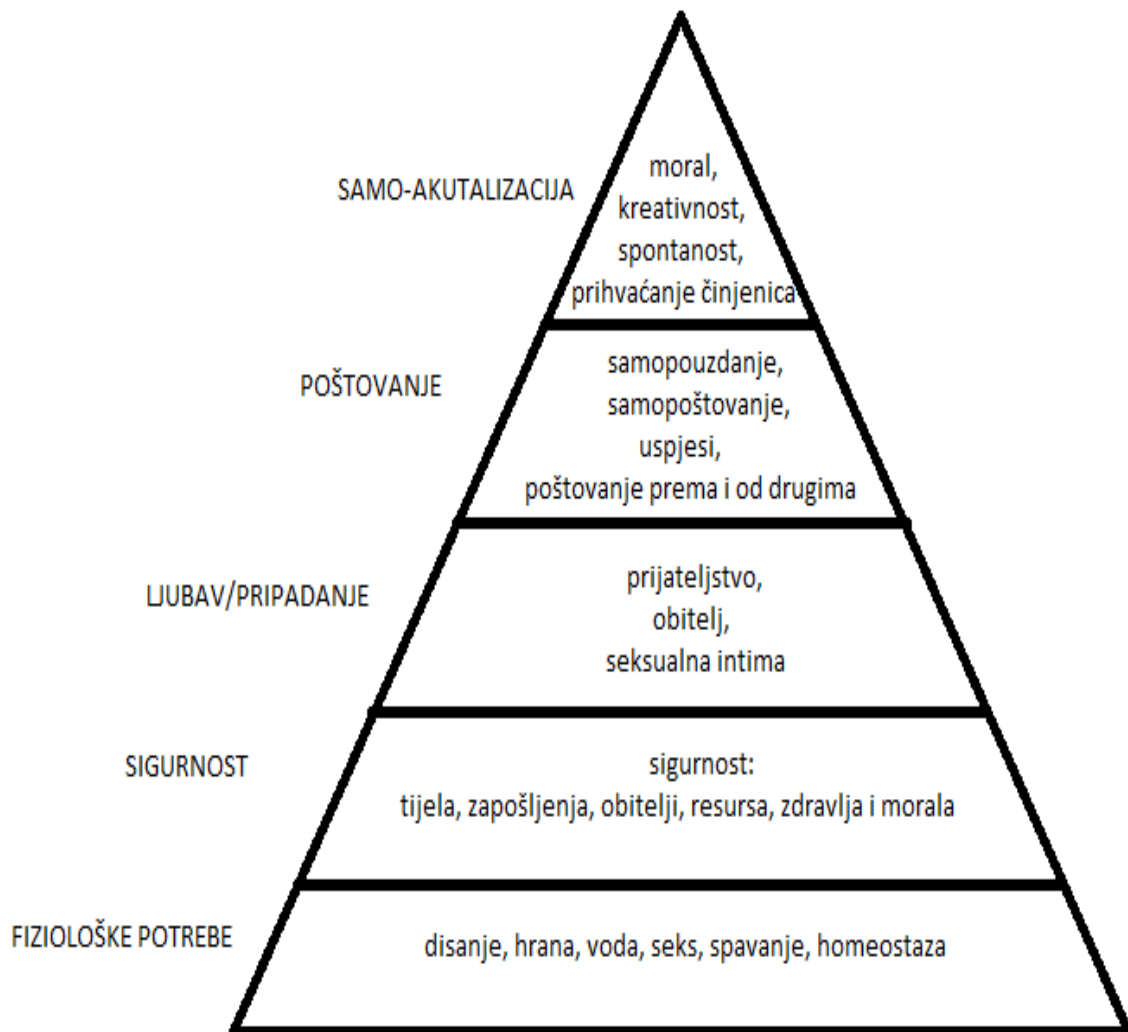 SAMO-AKUTALIZACIJA
moral,
kreativnost,
spontanost,
prihvaćanje činjenica
POŠTOVANJE
samopouzdanje,
samopoštovanje,
uspjesi,
poštovanje prema i od drugima
LJUBAV/PRIPADANJE
prijateljstvo,
obitelj,
seksualna intima
SIGURNOST
sigurnost:
tijela, zapošljenja, obitelji, resursa, zdravlja i morala
FIZIOLOŠKE POTREBE
disanje, hrana, voda, seks, spavanje, homeostaza